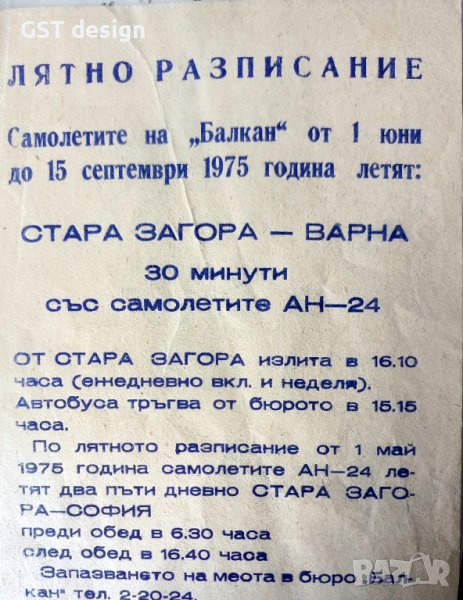 GST design
ЛЯТНО РАЗПИСАНИЕ
Самолетите на „Балкан“ от 1 юни
до 15 септември 1975 година летят:
СТАРА ЗАГОРА — ВАРНА
30 МИНУТИ
със самолетите АН—24
ОТ СТАРА ЗАГОРА излита в 16.10
часа (ежедневно вкл. и неделя).
Автобуса тръгва от бюрото в 15.15
часа.
По лятното разписание от 1 май
1975 година самолетите АН—24 ле-
тят два пъти дневно СТАРА ЗАГО-
РА—СОФИЯ
преди обед в 6.30 часа
след обед в 16.40 часа
Запазването на места в бюро „Бал-
кан“ тел. 2-20-24.
BAZAR